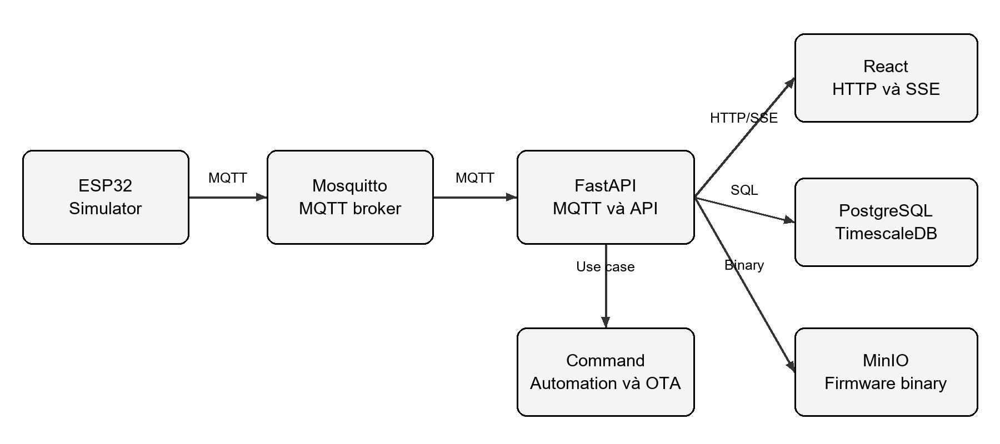 React
HTTP và SSE
HTTP/SSE
ESP32
Simulator
MQTT
Mosquitto
MQTT broker
MQTT
FastAPI
MQTT và API
SQL
PostgreSQL
TimescaleDB
Use case
Binary
Command
Automation và OTA
MinIO
Firmware binary